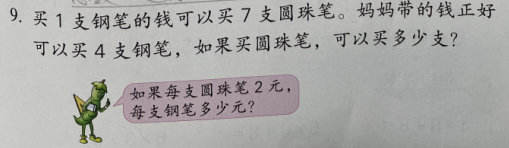 9. 买 1 支钢笔的钱可以买 7 支圆珠笔。妈妈带的钱正好
可以买 4 支钢笔，如果买圆珠笔，可以买多少支？
如果每支圆珠笔 2 元，
每支钢笔多少元？